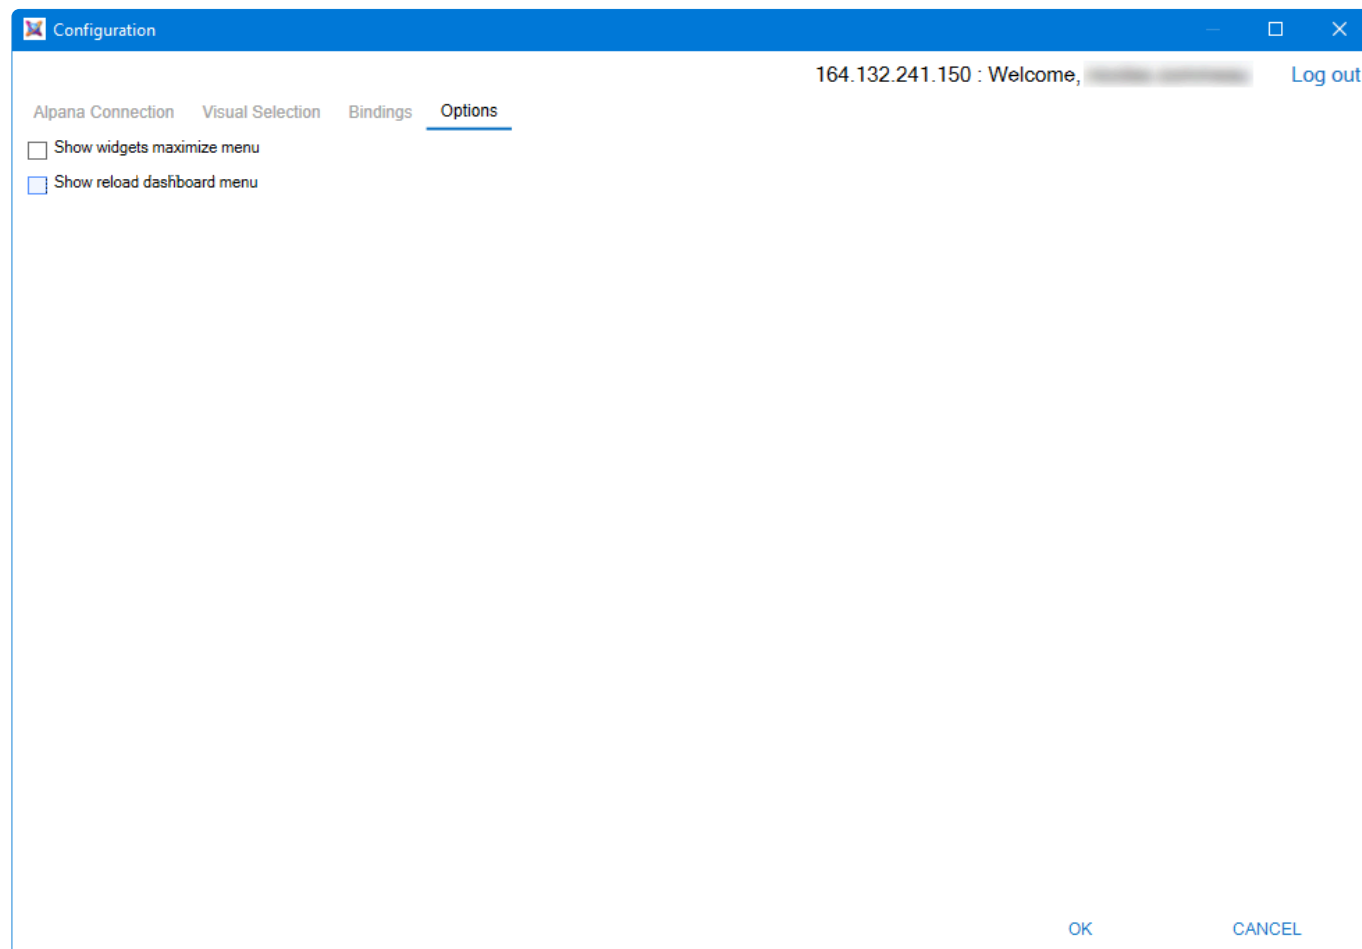 Configuration
164.132.241.150 : Welcome, Log out
Alpana Connection Visual Selection Bindings Options
Show widgets maximize menu
Show reload dashboard menu
OK CANCEL